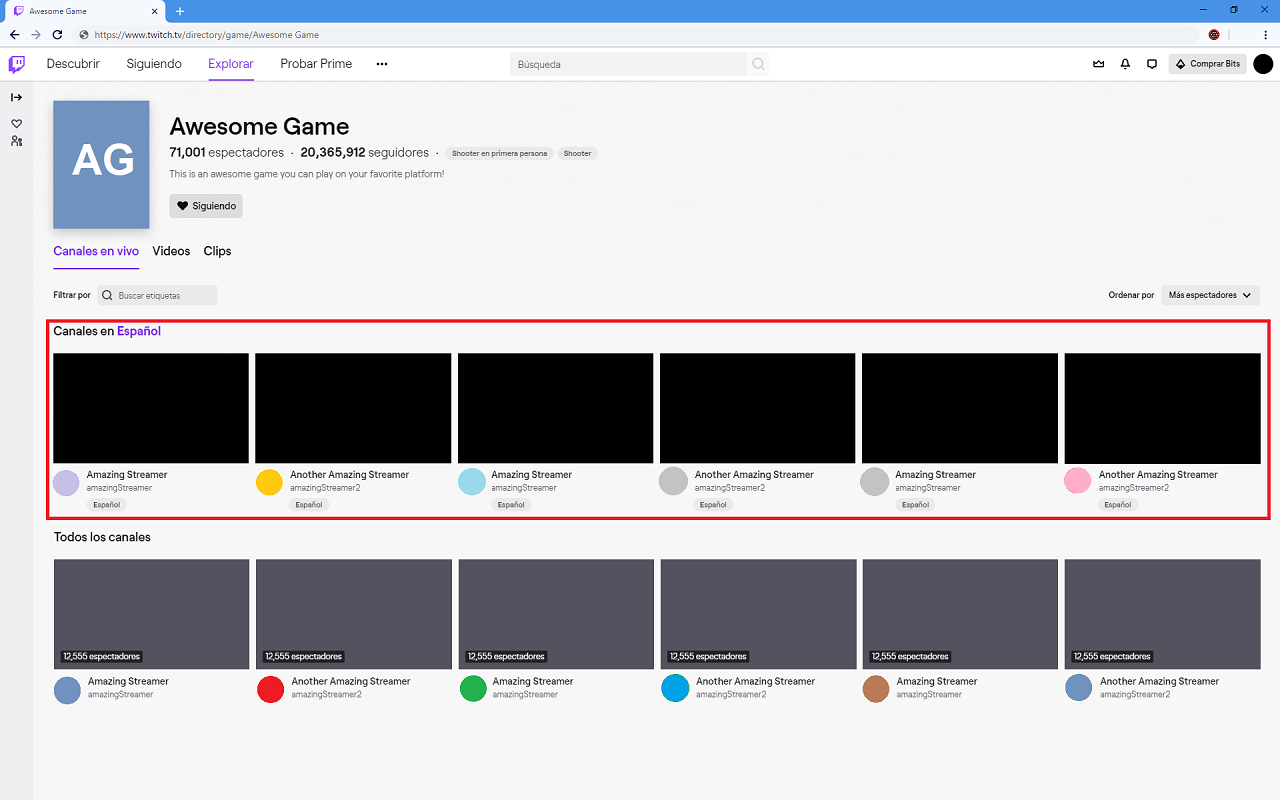 Awesome Game
https://www.twitch.tv/directory/game/Awesome Game
Descubrir Siguiendo Explorar Probar Prime ••• Búsqueda Comprar Bits
AG
Awesome Game
71,001 espectadores · 20,365,912 seguidores · Shooter en primera persona Shooter
This is an awesome game you can play on your favorite platform!
Siguiendo
Canales en vivo Videos Clips
Filtrar por Buscar etiquetas Ordenar por Más espectadores
Canales en Español
Amazing Streamer Another Amazing Streamer Amazing Streamer Another Amazing Streamer Amazing Streamer Another Amazing Streamer
amazingStreamer amazingStreamer2 amazingStreamer amazingStreamer2 amazingStreamer amazingStreamer2
Español Español Español Español Español Español
Todos los canales
12,555 espectadores 12,555 espectadores 12,555 espectadores 12,555 espectadores 12,555 espectadores 12,555 espectadores
Amazing Streamer Another Amazing Streamer Amazing Streamer Another Amazing Streamer Amazing Streamer Another Amazing Streamer
amazingStreamer amazingStreamer2 amazingStreamer amazingStreamer2 amazingStreamer amazingStreamer2